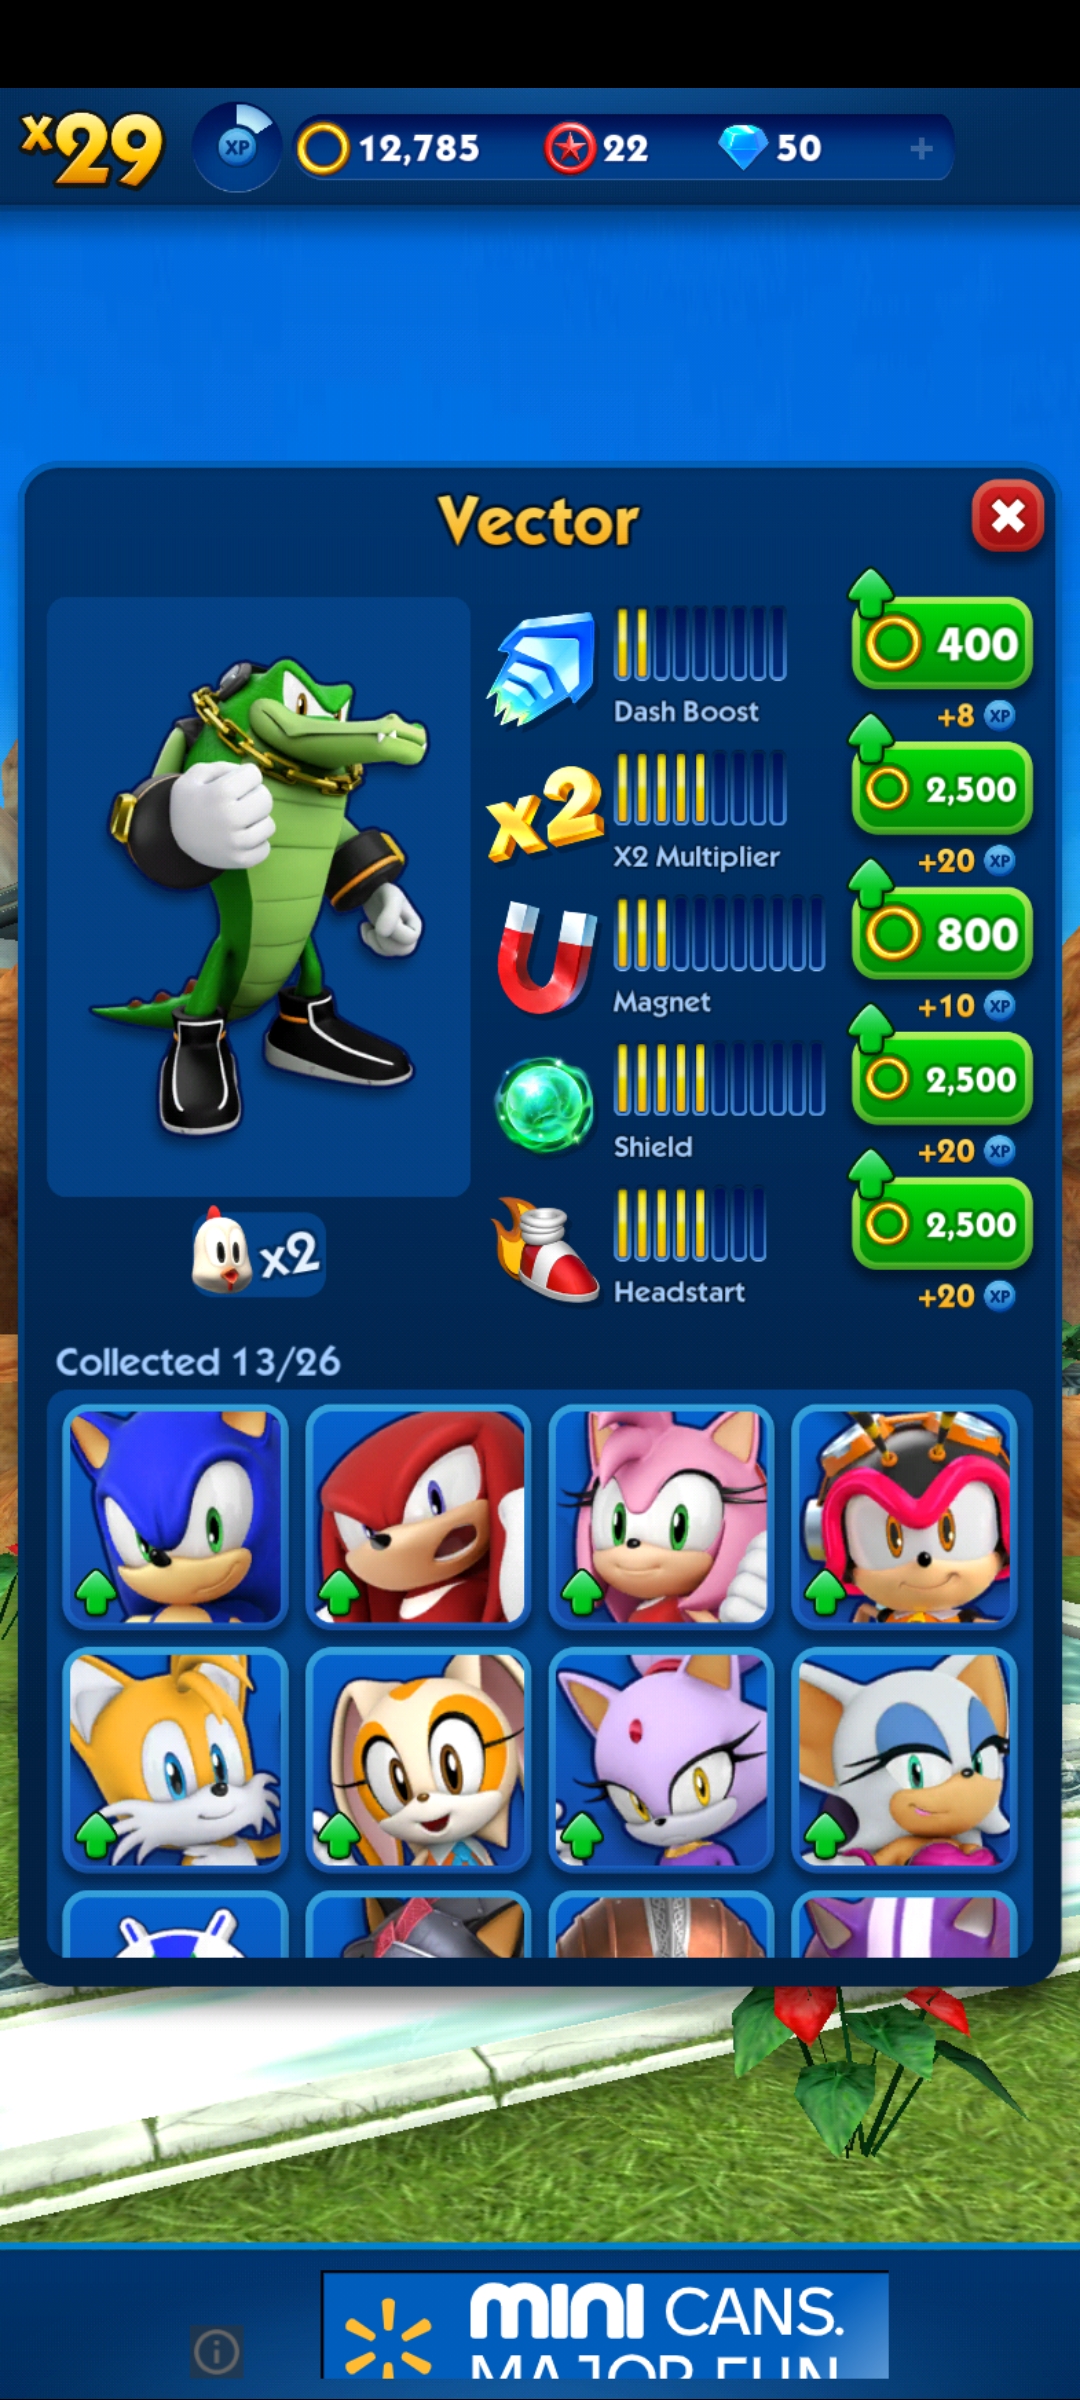 x29
XP
12,785
22
50
+
Vector
400
Dash Boost
+8 XP
x2
2,500
X2 Multiplier
+20 XP
800
Magnet
+10 XP
2,500
Shield
+20 XP
2,500
Headstart
+20 XP
x2
Collected 13/26
MINI CANS.
MAJOR FUN